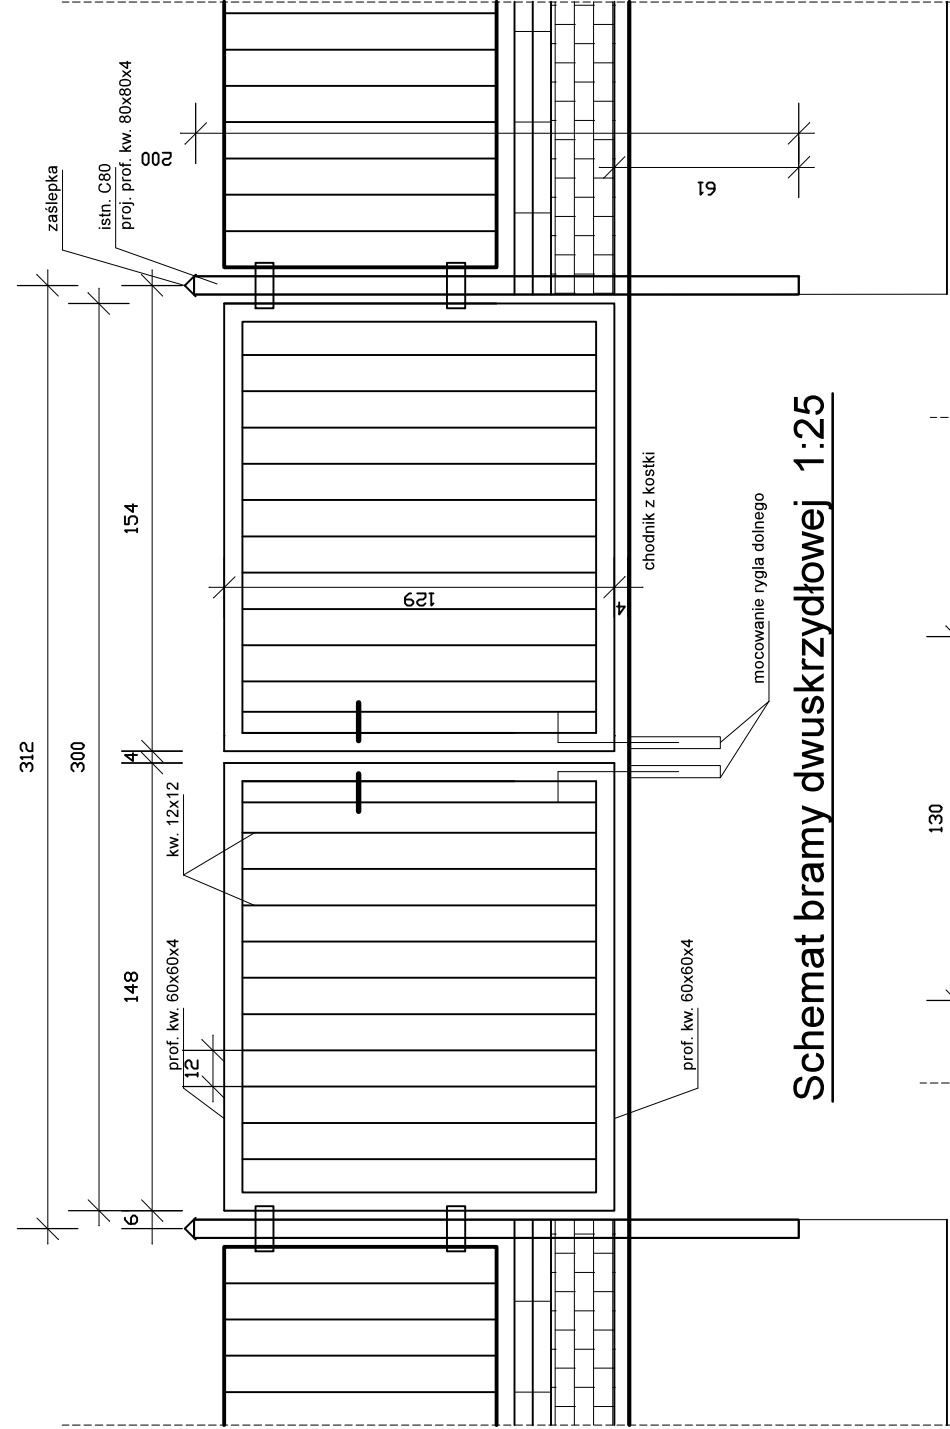 312
300
154
4
148
6
zaślepka
istn. C80
proj. prof. kw. 80x80x4
200
61
kw. 12x12
prof. kw. 60x60x4
12
129
4
chodnik z kostki
mocowanie rygla dolnego
prof. kw. 60x60x4
Schemat bramy dwuskrzydłowej 1:25
130